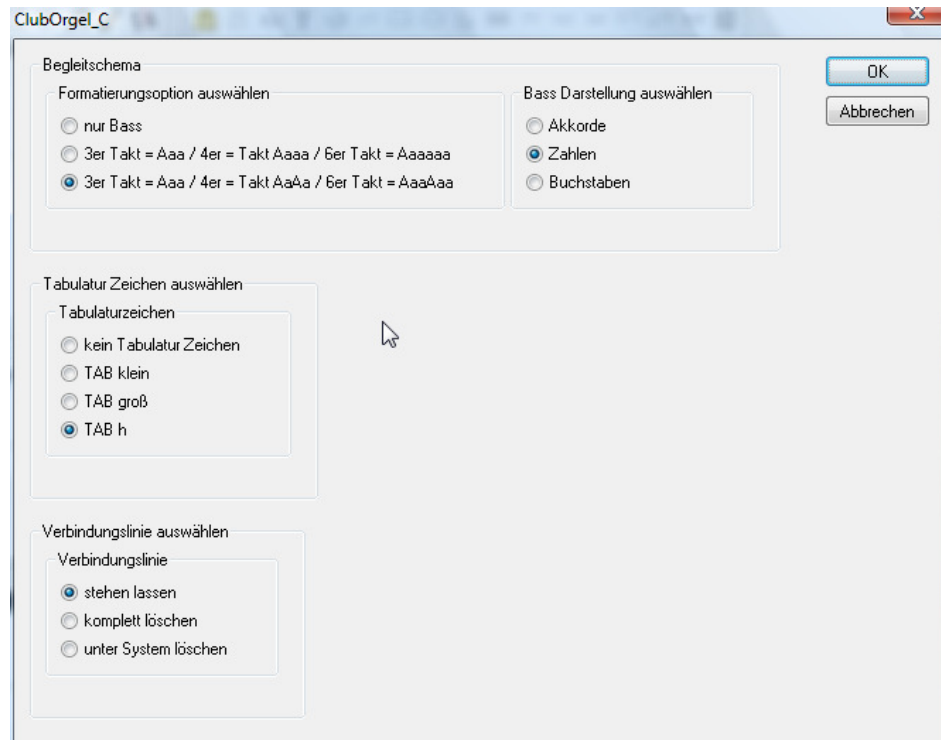 ClubOrgel_C
Begleitschema
Formatierungsoption auswählen
nur Bass
3er Takt = Aaa / 4er = Takt Aaaa / 6er Takt = Aaaaaa
3er Takt = Aaa / 4er = Takt AaAa / 6er Takt = AaaAaa
Bass Darstellung auswählen
Akkorde
Zahlen
Buchstaben
OK
Abbrechen
Tabulatur Zeichen auswählen
Tabulaturzeichen
kein Tabulatur Zeichen
TAB klein
TAB groß
TAB h
Verbindungslinie auswählen
Verbindungslinie
stehen lassen
komplett löschen
unter System löschen